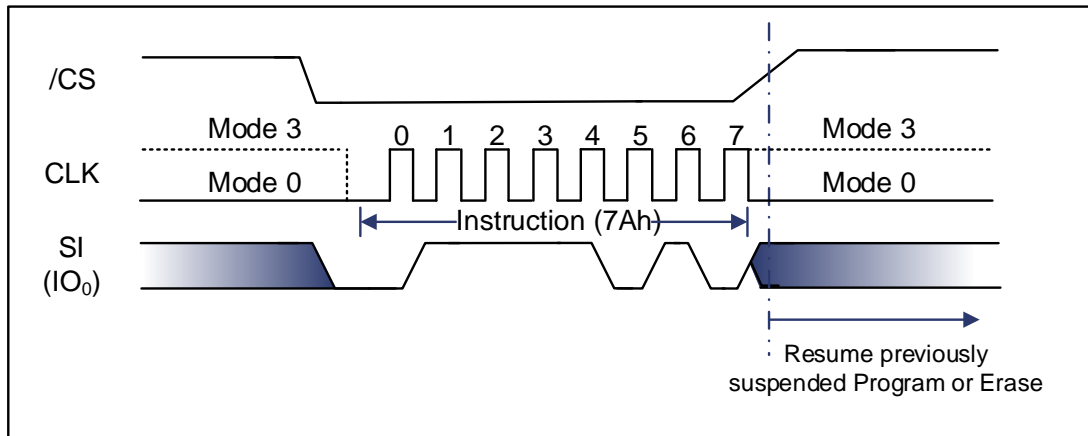 /CS
Mode 3
0 1 2 3 4 5 6 7
Mode 3
CLK
Mode 0
Mode 0
Instruction (7Ah)
SI
(IO₀)
Resume previously
suspended Program or Erase